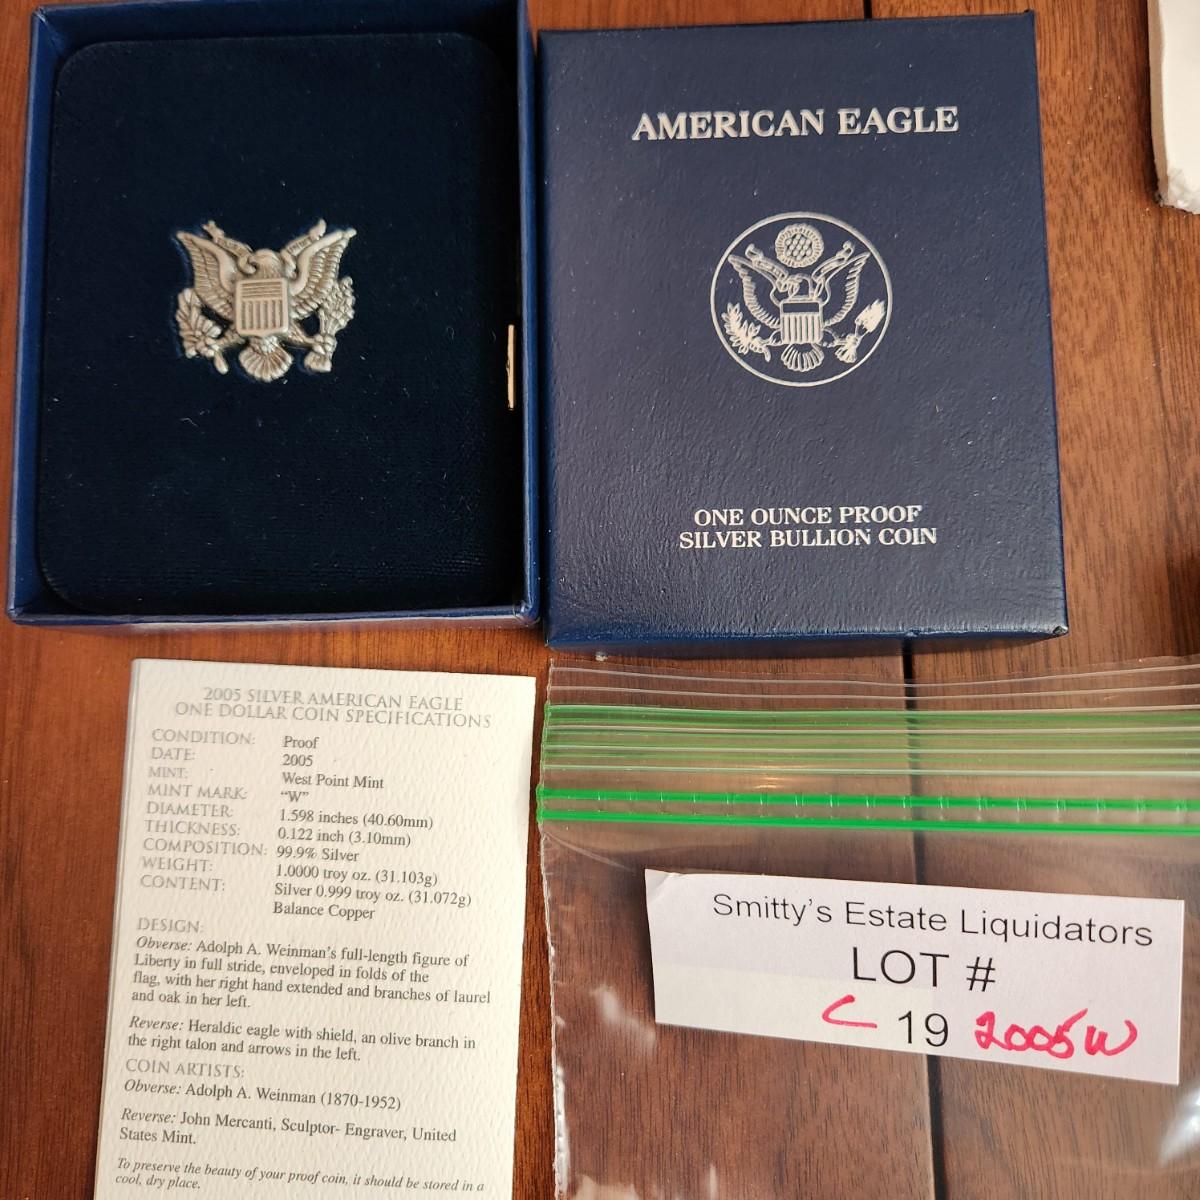 AMERICAN EAGLE
ONE OUNCE PROOF
SILVER BULLION COIN
2005 SILVER AMERICAN EAGLE
ONE DOLLAR COIN SPECIFICATIONS
CONDITION: Proof
DATE: 2005
MINT: West Point Mint
MINT MARK: “W”
DIAMETER: 1.598 inches (40.60mm)
THICKNESS: 0.122 inch (3.10mm)
COMPOSITION: 99.9% Silver
WEIGHT: 1.0000 troy oz. (31.103g)
CONTENT: Silver 0.999 troy oz. (31.072g)
Balance Copper
DESIGN:
Obverse: Adolph A. Weinman's full-length figure of
Liberty in full stride, enveloped in folds of the
flag, with her right hand extended and branches of laurel
and oak in her left.
Reverse: Heraldic eagle with shield, an olive branch in
the right talon and arrows in the left.
COIN ARTISTS:
Obverse: Adolph A. Weinman (1870-1952)
Reverse: John Mercanti, Sculptor- Engraver, United
States Mint.
To preserve the beauty of your proof coin, it should be stored in a
cool, dry place.
Smitty's Estate Liquidators
LOT #
C 19 2005 W